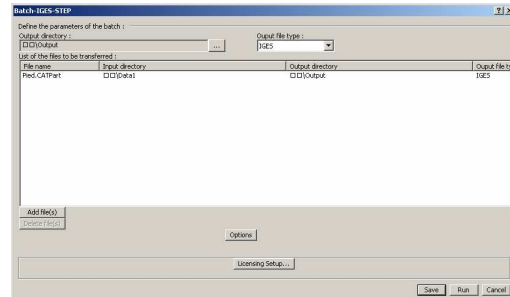 Batch-IGES-STEP
Define the parameters of the batch :
Output directory :
Ouput file type :
□□\Output
...
IGES
List of the files to be transferred :
File name Input directory Output directory Ouput file ty
Pied.CATPart □□\Data1 □□\Output IGES
Add file(s)
Delete file(s)
Options
Licensing Setup...
Save Run Cancel